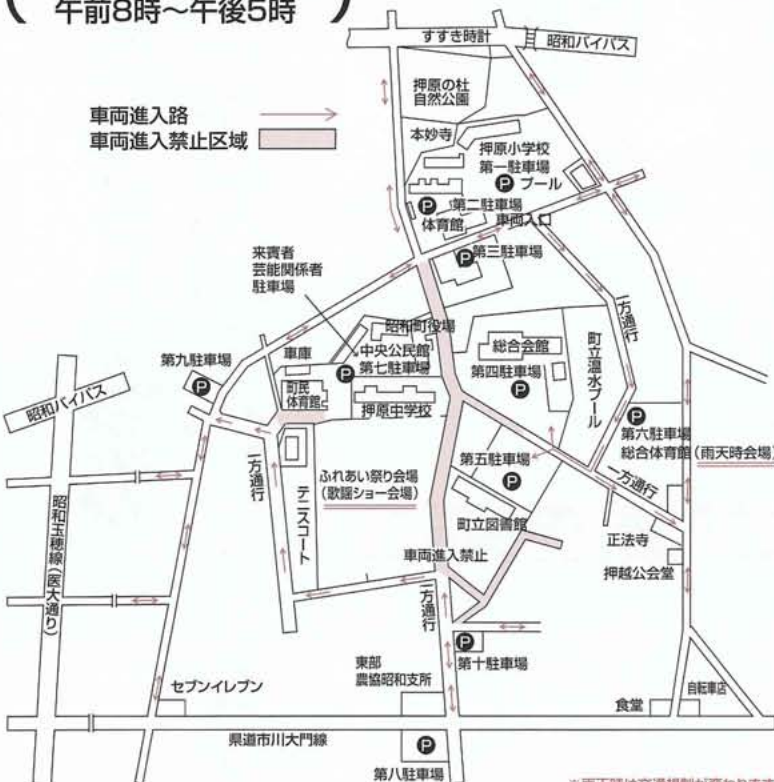 午前8時～午後5時
すすき時計
昭和バイパス
押原の杜
自然公園
車両進入路
車両進入禁止区域
本妙寺
押原小学校
第一駐車場
P プール
P 第二駐車場
体育館
車両入口
P 第三駐車場
来賓者
芸能関係者
駐車場
一方通行
昭和町役場
中央公民館
第七駐車場
P
車庫
町民
体育館
押原中学校
総合会館
第四駐車場
P
町立温水プール
第九駐車場
P
昭和バイパス
P
第六駐車場
総合体育館(雨天時会場)
第五駐車場
P
一方通行
一方通行
テニスコート
ふれあい祭り会場
(歌謡ショー会場)
町立図書館
正法寺
押越公会堂
車両進入禁止
昭和玉穂線(医大通り)
一方通行
P
第十駐車場
東部
農協昭和支所
セブンイレブン
食堂
自転車店
県道市川大門線
P
第八駐車場